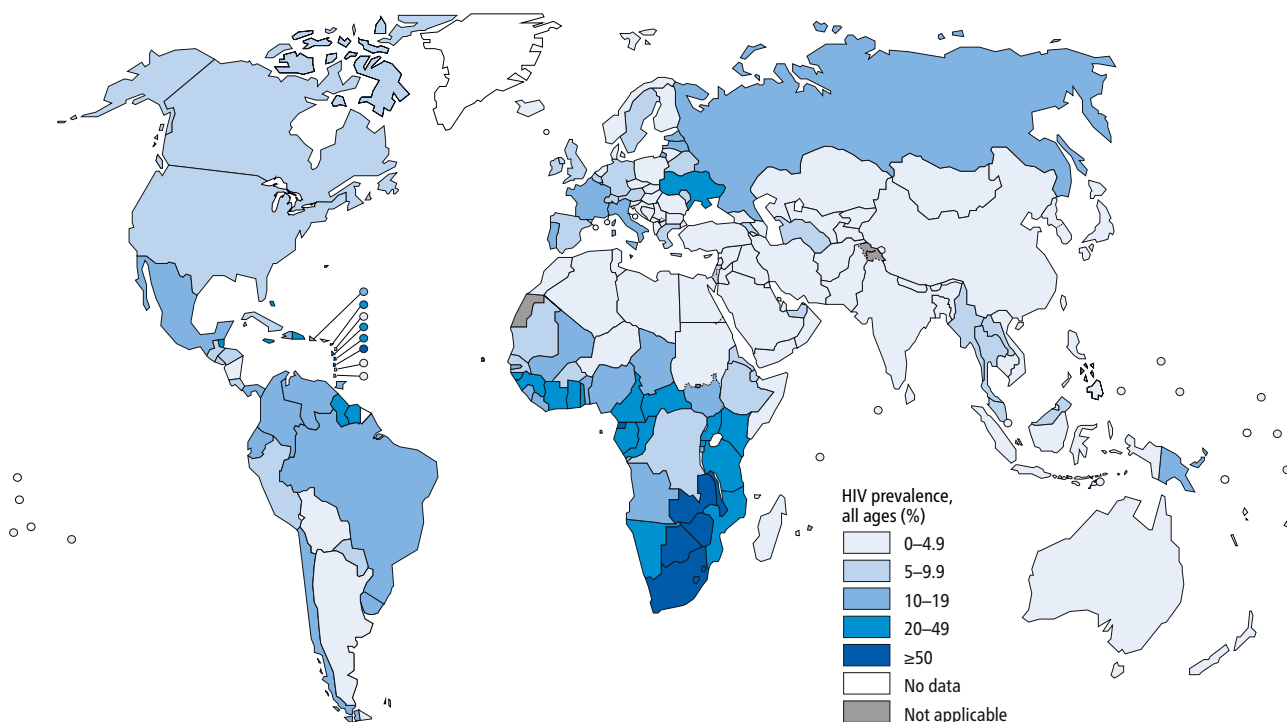 HIV prevalence,
all ages (%)
0–4.9
5–9.9
10–19
20–49
≥50
No data
Not applicable